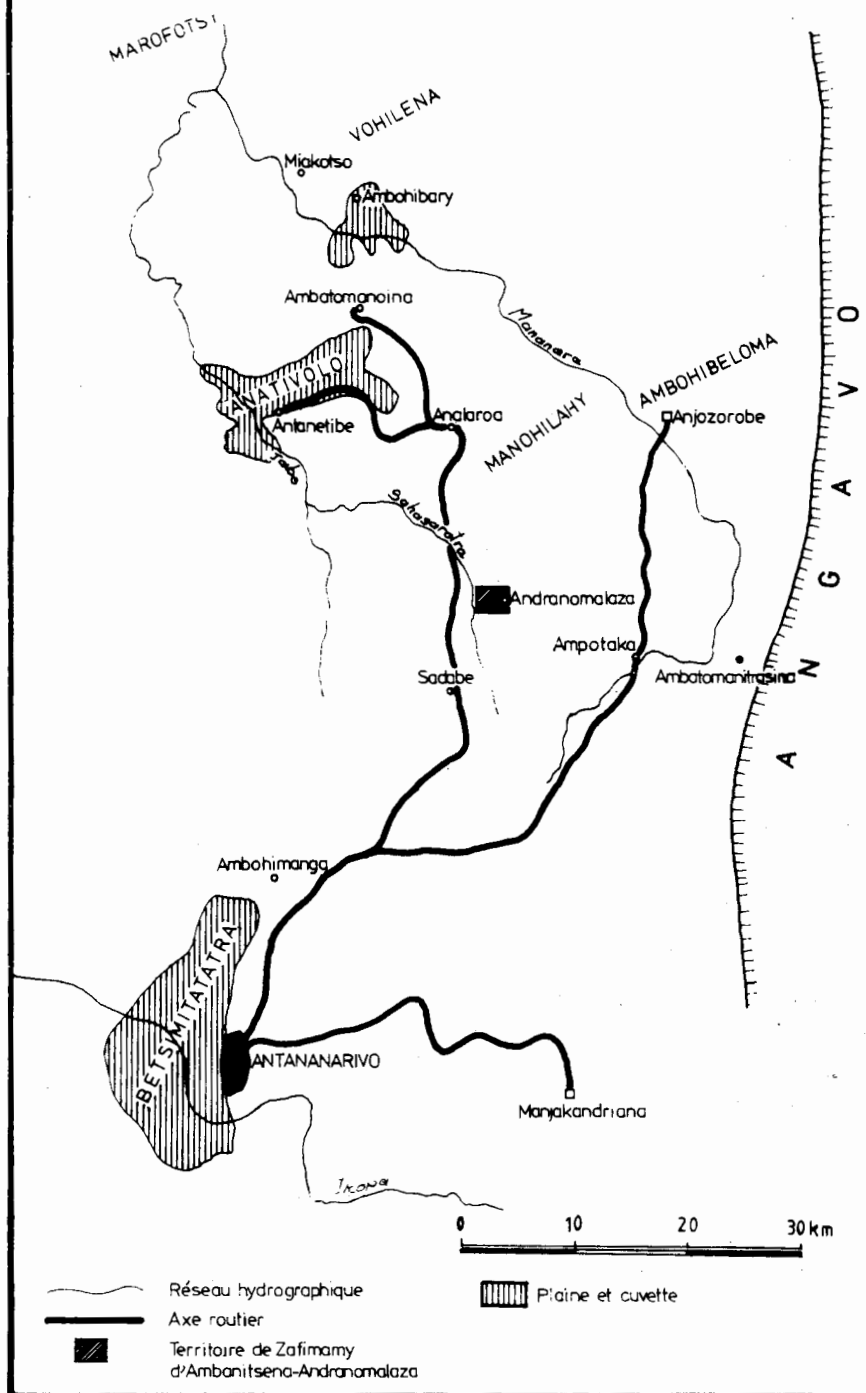 MAROFOTSI
VOHILENA
Miakotso
Ambohibary
Ambatomanoina
Mananara
AMBOHIBELOMA
ANATIVOLO
Antanetibe
Analaroa
MANOHILAHY
Anjozorobe
Jabo
Sahasarotra
Andranomalaza
Ampotaka
Sadabe
Ambatomanitrasina
ANGAVO
Ambohimanga
BETSIMITATATRA
ANTANANARIVO
Manjakandriana
Ikopa
0 10 20 30 km
Réseau hydrographique
Plaine et cuvette
Axe routier
Territoire de Zafimamy
d'Ambanitsena-Andranomalaza